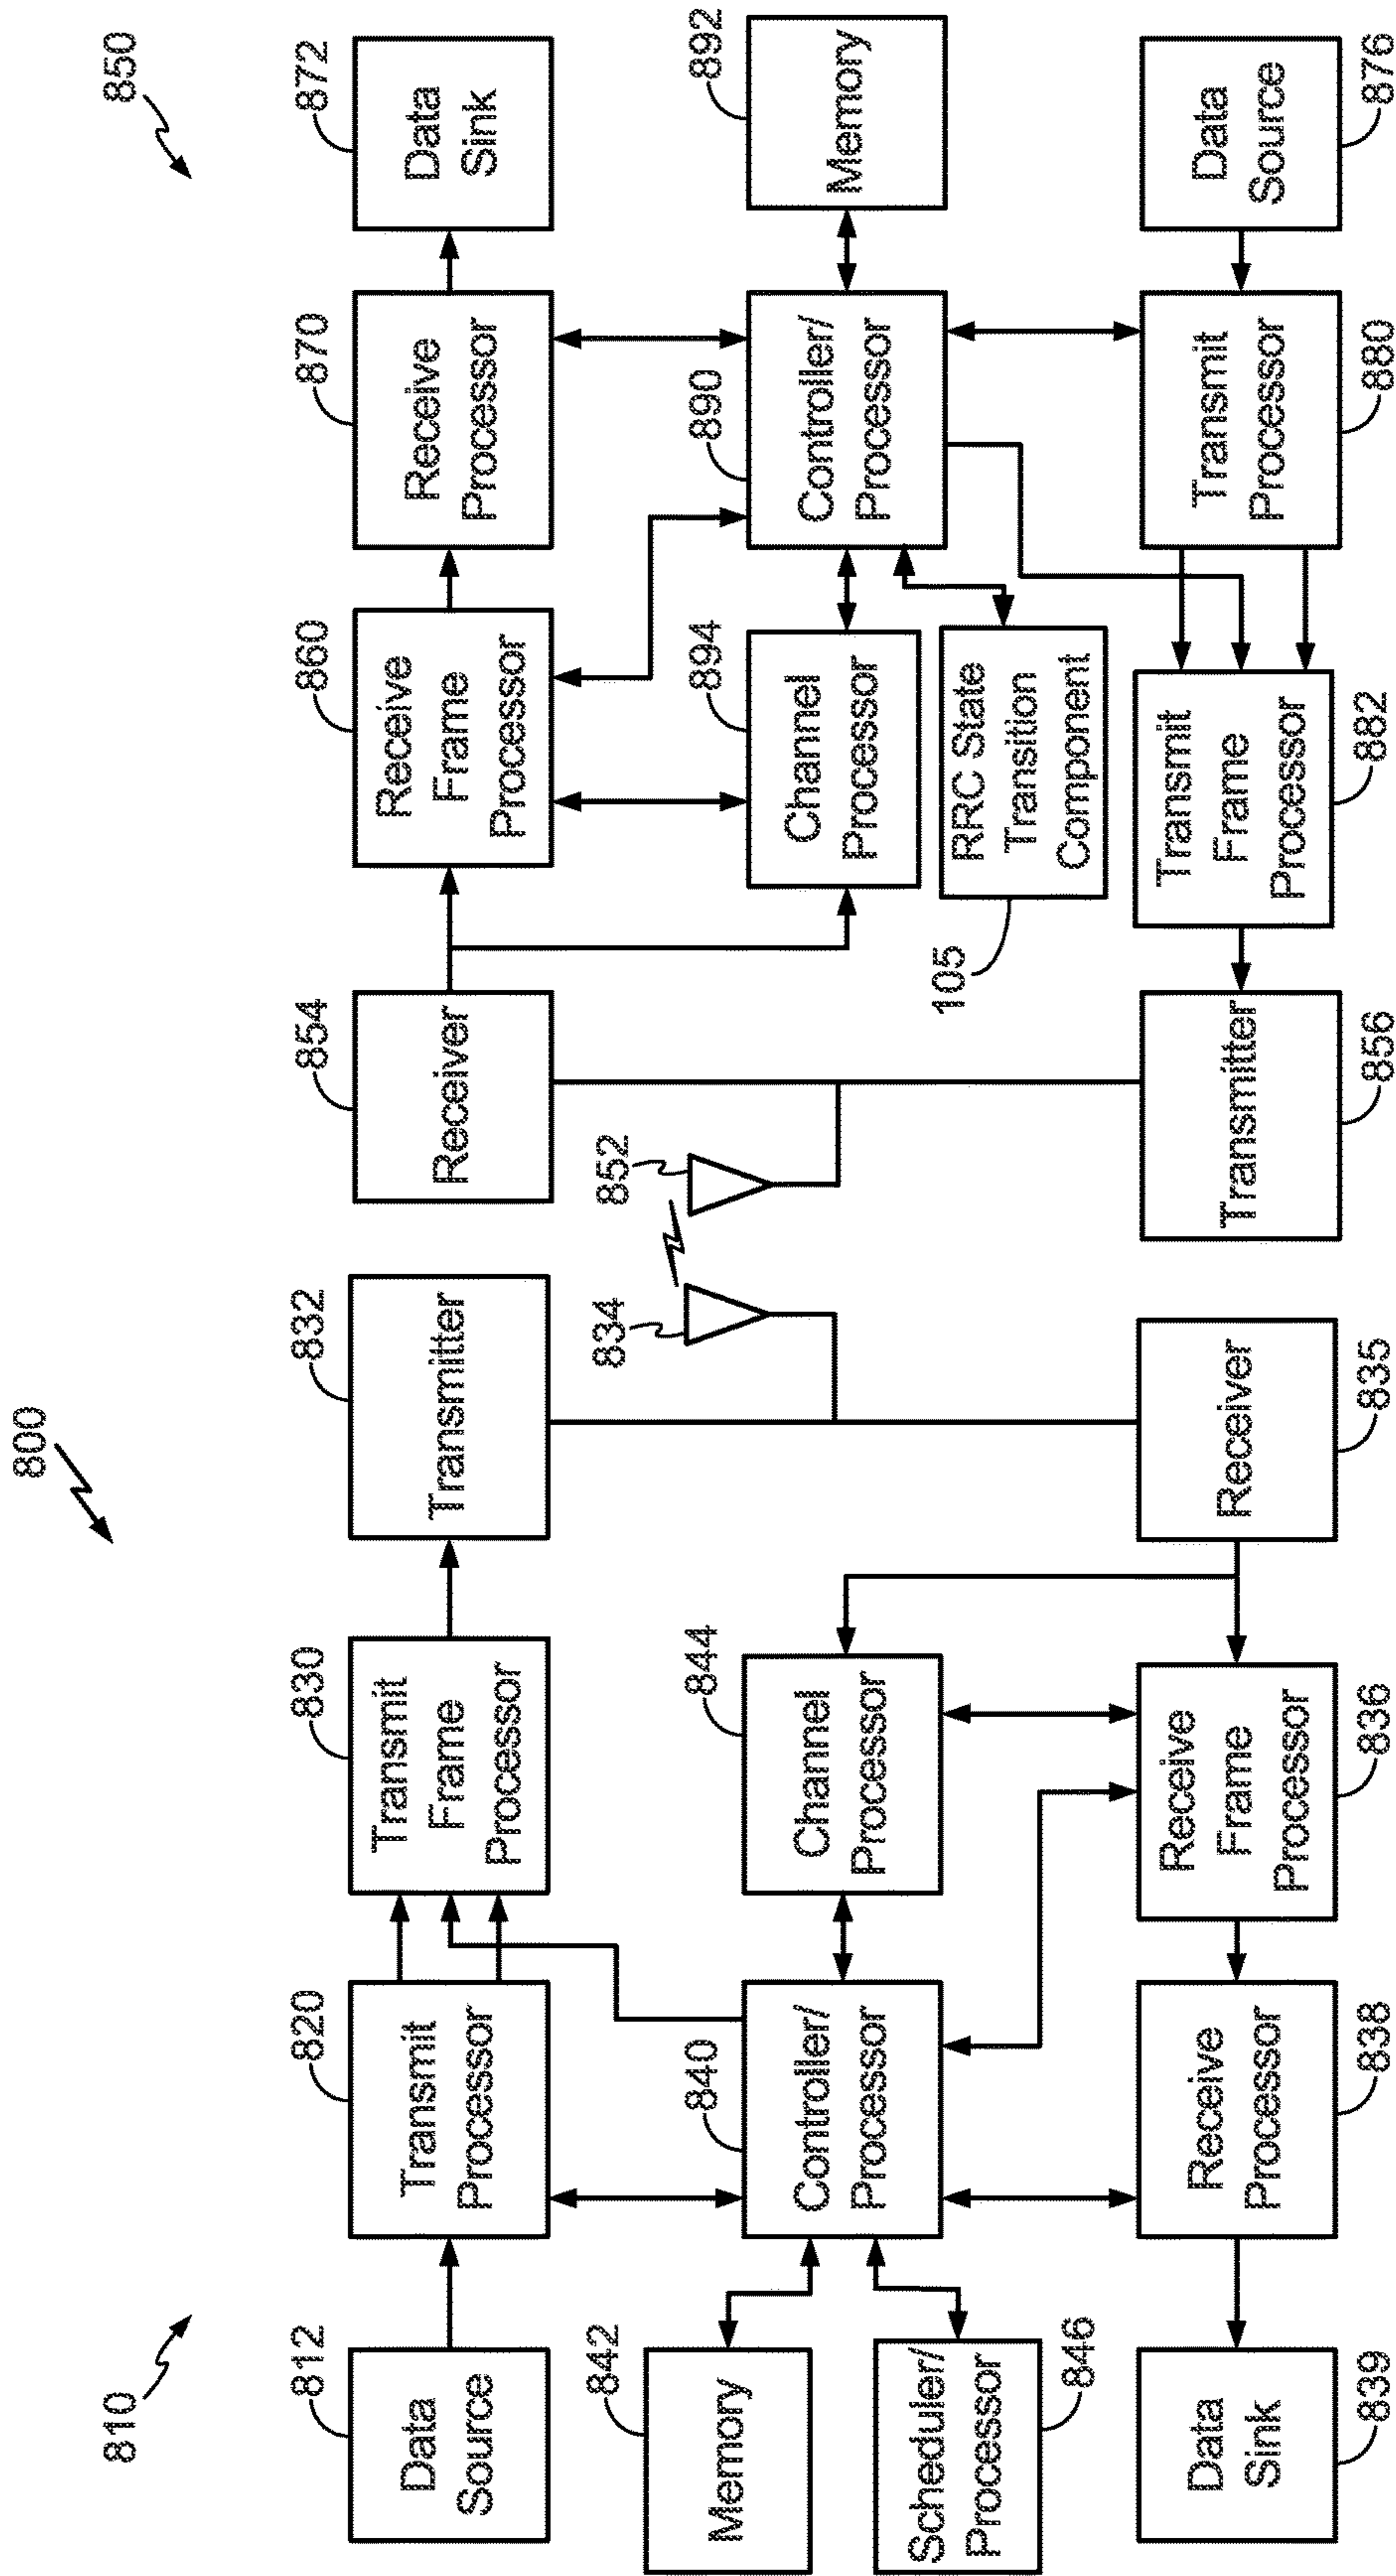 800
810
850
812
Data
Source
820
Transmit
Processor
830
Transmit
Frame
Processor
832
Transmitter
854
Receiver
860
Receive
Frame
Processor
870
Receive
Processor
872
Data
Sink
834
852
842
Memory
840
Controller/
Processor
844
Channel
Processor
894
Channel
Processor
890
Controller/
Processor
892
Memory
Scheduler/
Processor
846
105
RRC State
Transition
Component
Data
Sink
839
Receive
Processor
838
Receive
Frame
Processor
836
Receiver
835
Transmitter
856
Transmit
Frame
Processor
882
Transmit
Processor
880
Data
Source
876